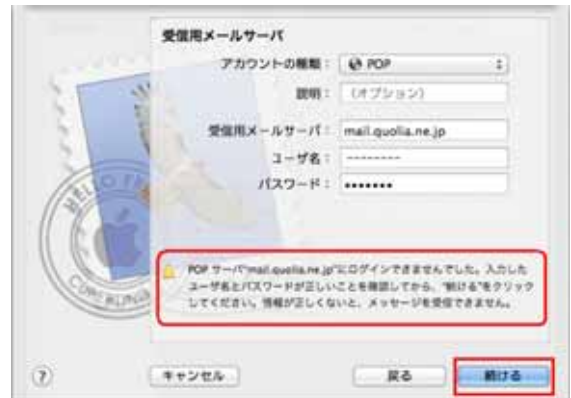 受信用メールサーバ
アカウントの種類： POP
説明： (オプション)
受信用メールサーバ： mail.quolia.ne.jp
ユーザ名： --------
パスワード： •••••••
POP サーバ"mail.quolia.ne.jp"にログインできませんでした。入力した
ユーザ名とパスワードが正しいことを確認してから、"続ける"をクリック
してください。情報が正しくないと、メッセージを受信できません。
HELLO FROM
CUPERTINO
? キャンセル 戻る 続ける